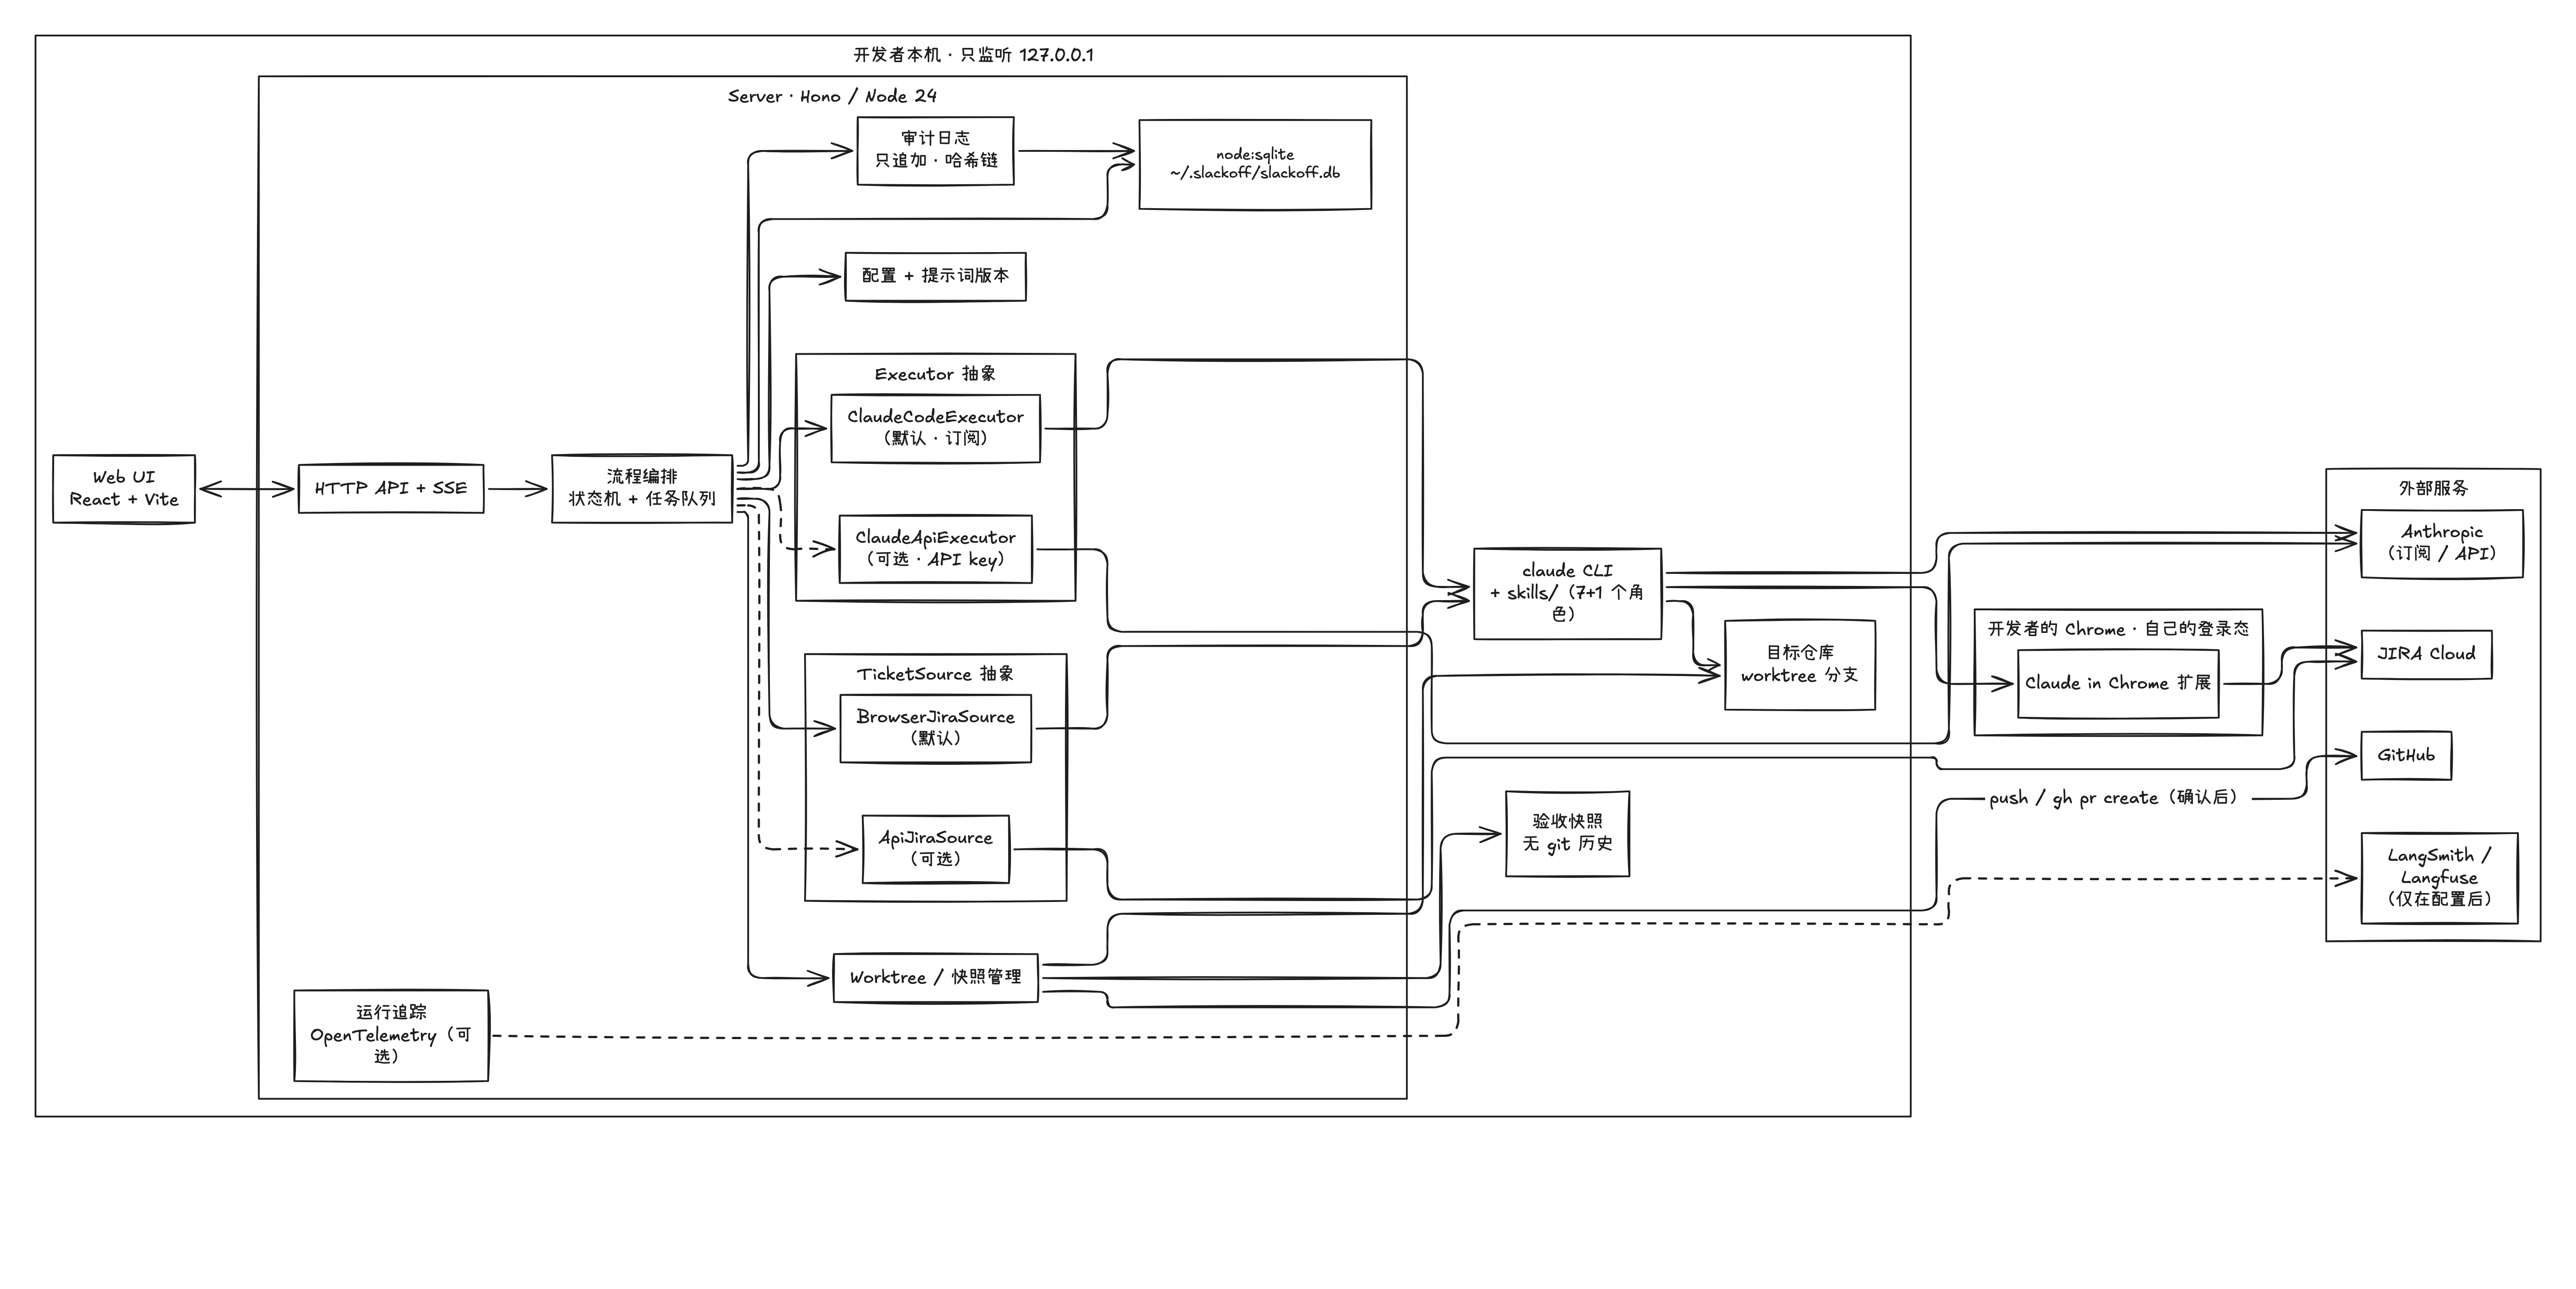 开发者本机 · 只监听 127.0.0.1
Server · Hono / Node 24
审计日志
只追加 · 哈希链
node:sqlite
~/.slackoff/slackoff.db
配置 + 提示词版本
Executor 抽象
ClaudeCodeExecutor
（默认 · 订阅）
Web UI
React + Vite
HTTP API + SSE
流程编排
状态机 + 任务队列
ClaudeApiExecutor
（可选 · API key）
claude CLI
+ skills/（7+1 个角
色）
目标仓库
worktree 分支
TicketSource 抽象
BrowserJiraSource
（默认）
ApiJiraSource
（可选）
验收快照
无 git 历史
Worktree / 快照管理
运行追踪
OpenTelemetry（可
选）
开发者的 Chrome · 自己的登录态
Claude in Chrome 扩展
push / gh pr create（确认后）
外部服务
Anthropic
（订阅 / API）
JIRA Cloud
GitHub
LangSmith /
Langfuse
（仅在配置后）